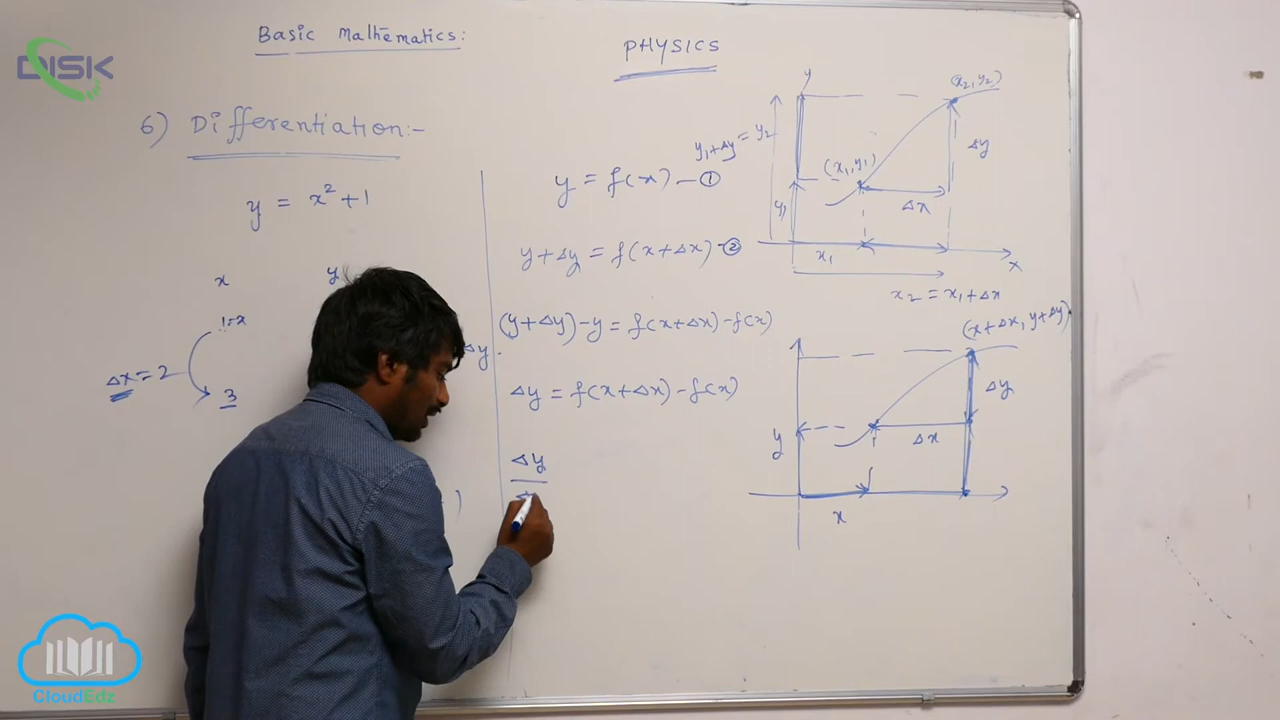 DISK
Basic Mathematics:
PHYSICS
6) Differentiation:-
y = x² + 1
x y
1=x
Δx = 2
3
Δy.
)
y = f(x) — ①
y + Δy = f(x + Δx) — ②
(y + Δy) - y = f(x + Δx) - f(x)
Δy = f(x + Δx) - f(x)
Δy
y
(x₂, y₂)
y₁ + Δy = y₂
(x₁, y₁)
Δy
Δx
y₁
x₁
x
x₂ = x₁ + Δx
(x + Δx, y + Δy)
Δy
Δx
y
x
CloudEdz